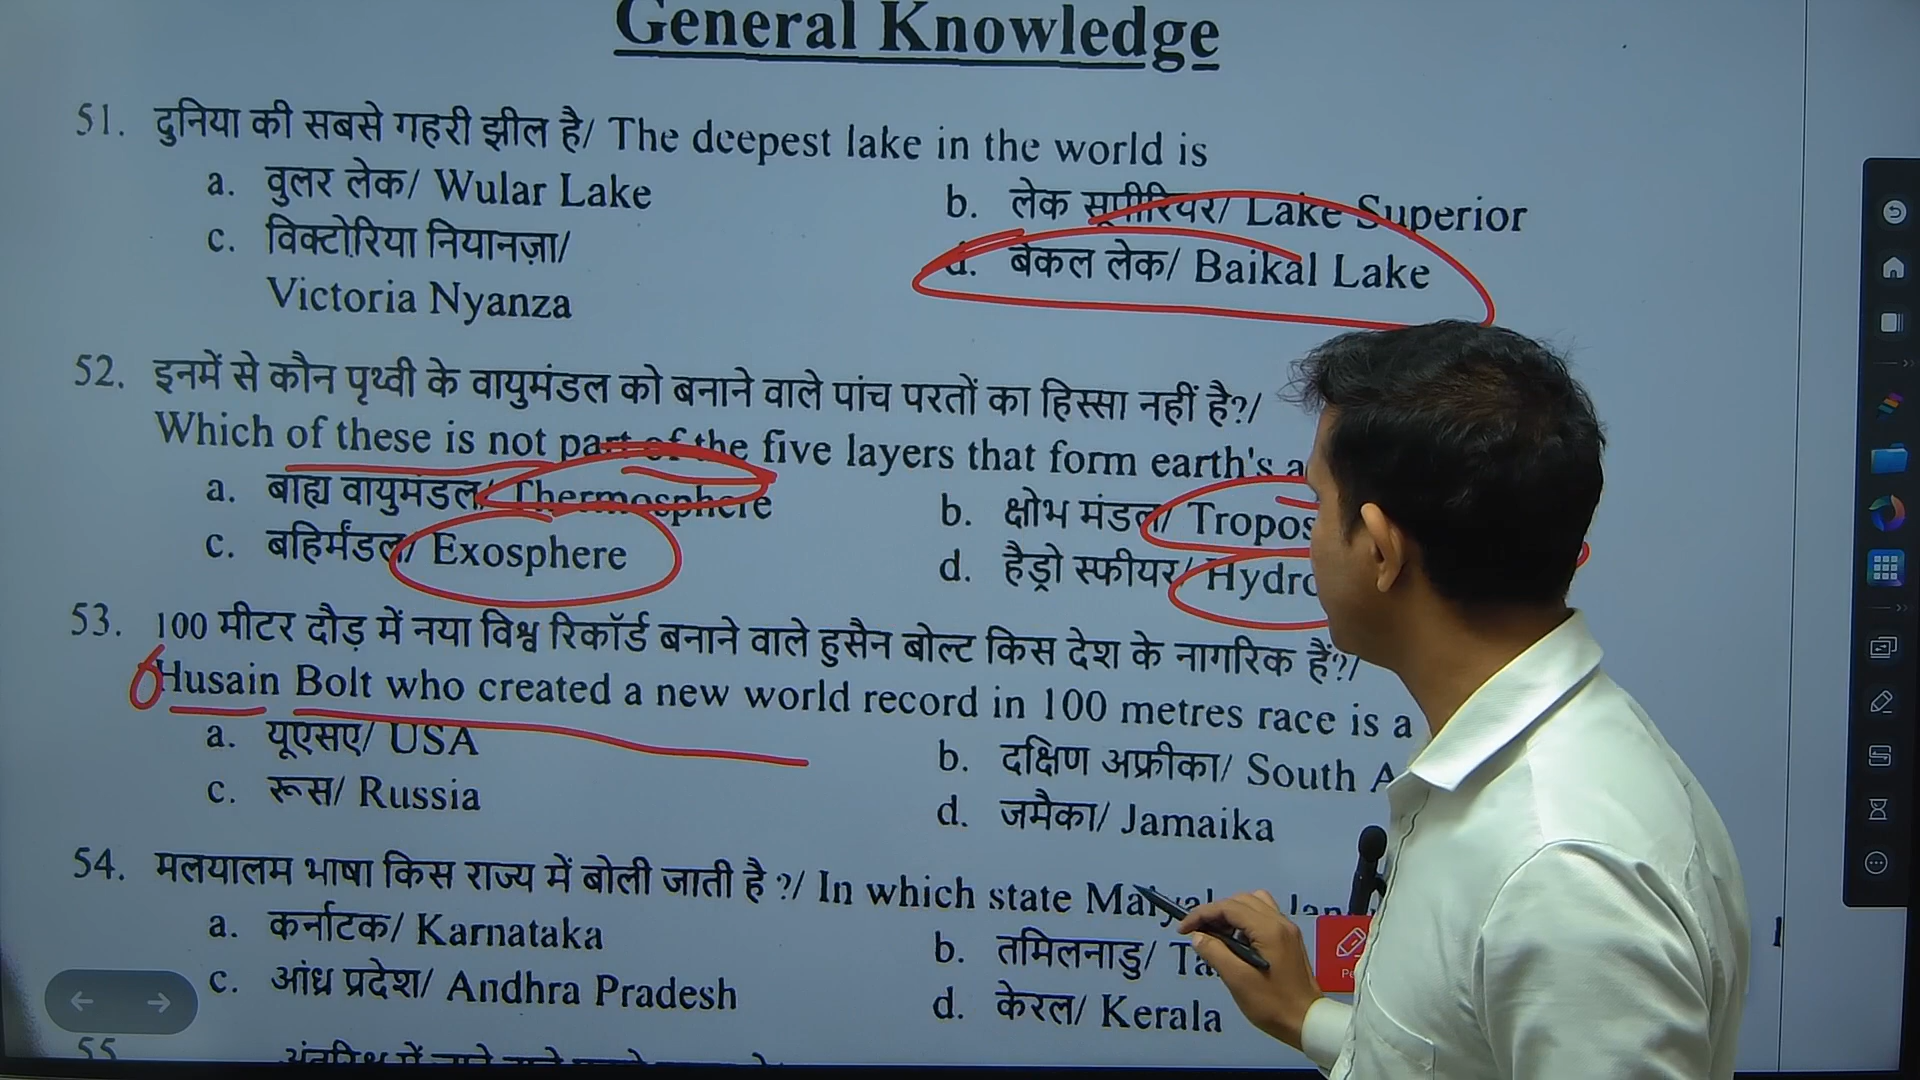 General Knowledge
51. दुनिया की सबसे गहरी झील है/ The deepest lake in the world is
a. वुलर लेक/ Wular Lake
b. लेक सूपीरियर/ Lake Superior
c. विक्टोरिया नियानज़ा/
Victoria Nyanza
d. बैकल लेक/ Baikal Lake
52. इनमें से कौन पृथ्वी के वायुमंडल को बनाने वाले पांच परतों का हिस्सा नहीं है?/
Which of these is not part of the five layers that form earth's
a. बाह्य वायुमंडल/ Thermosphere
b. क्षोभ मंडल/ Tropos
c. बहिर्मंडल/ Exosphere
d. हैड्रो स्फीयर/ Hydro
53. 100 मीटर दौड़ में नया विश्व रिकॉर्ड बनाने वाले हुसैन बोल्ट किस देश के नागरिक हैं?/
Husain Bolt who created a new world record in 100 metres race is a
a. यूएसए/ USA
b. दक्षिण अफ्रीका/ South A
c. रूस/ Russia
d. जमैका/ Jamaika
54. मलयालम भाषा किस राज्य में बोली जाती है ?/ In which state
a. कर्नाटक/ Karnataka
b. तमिलनाडु/ Ta
c. आंध्र प्रदेश/ Andhra Pradesh
d. केरल/ Kerala
55